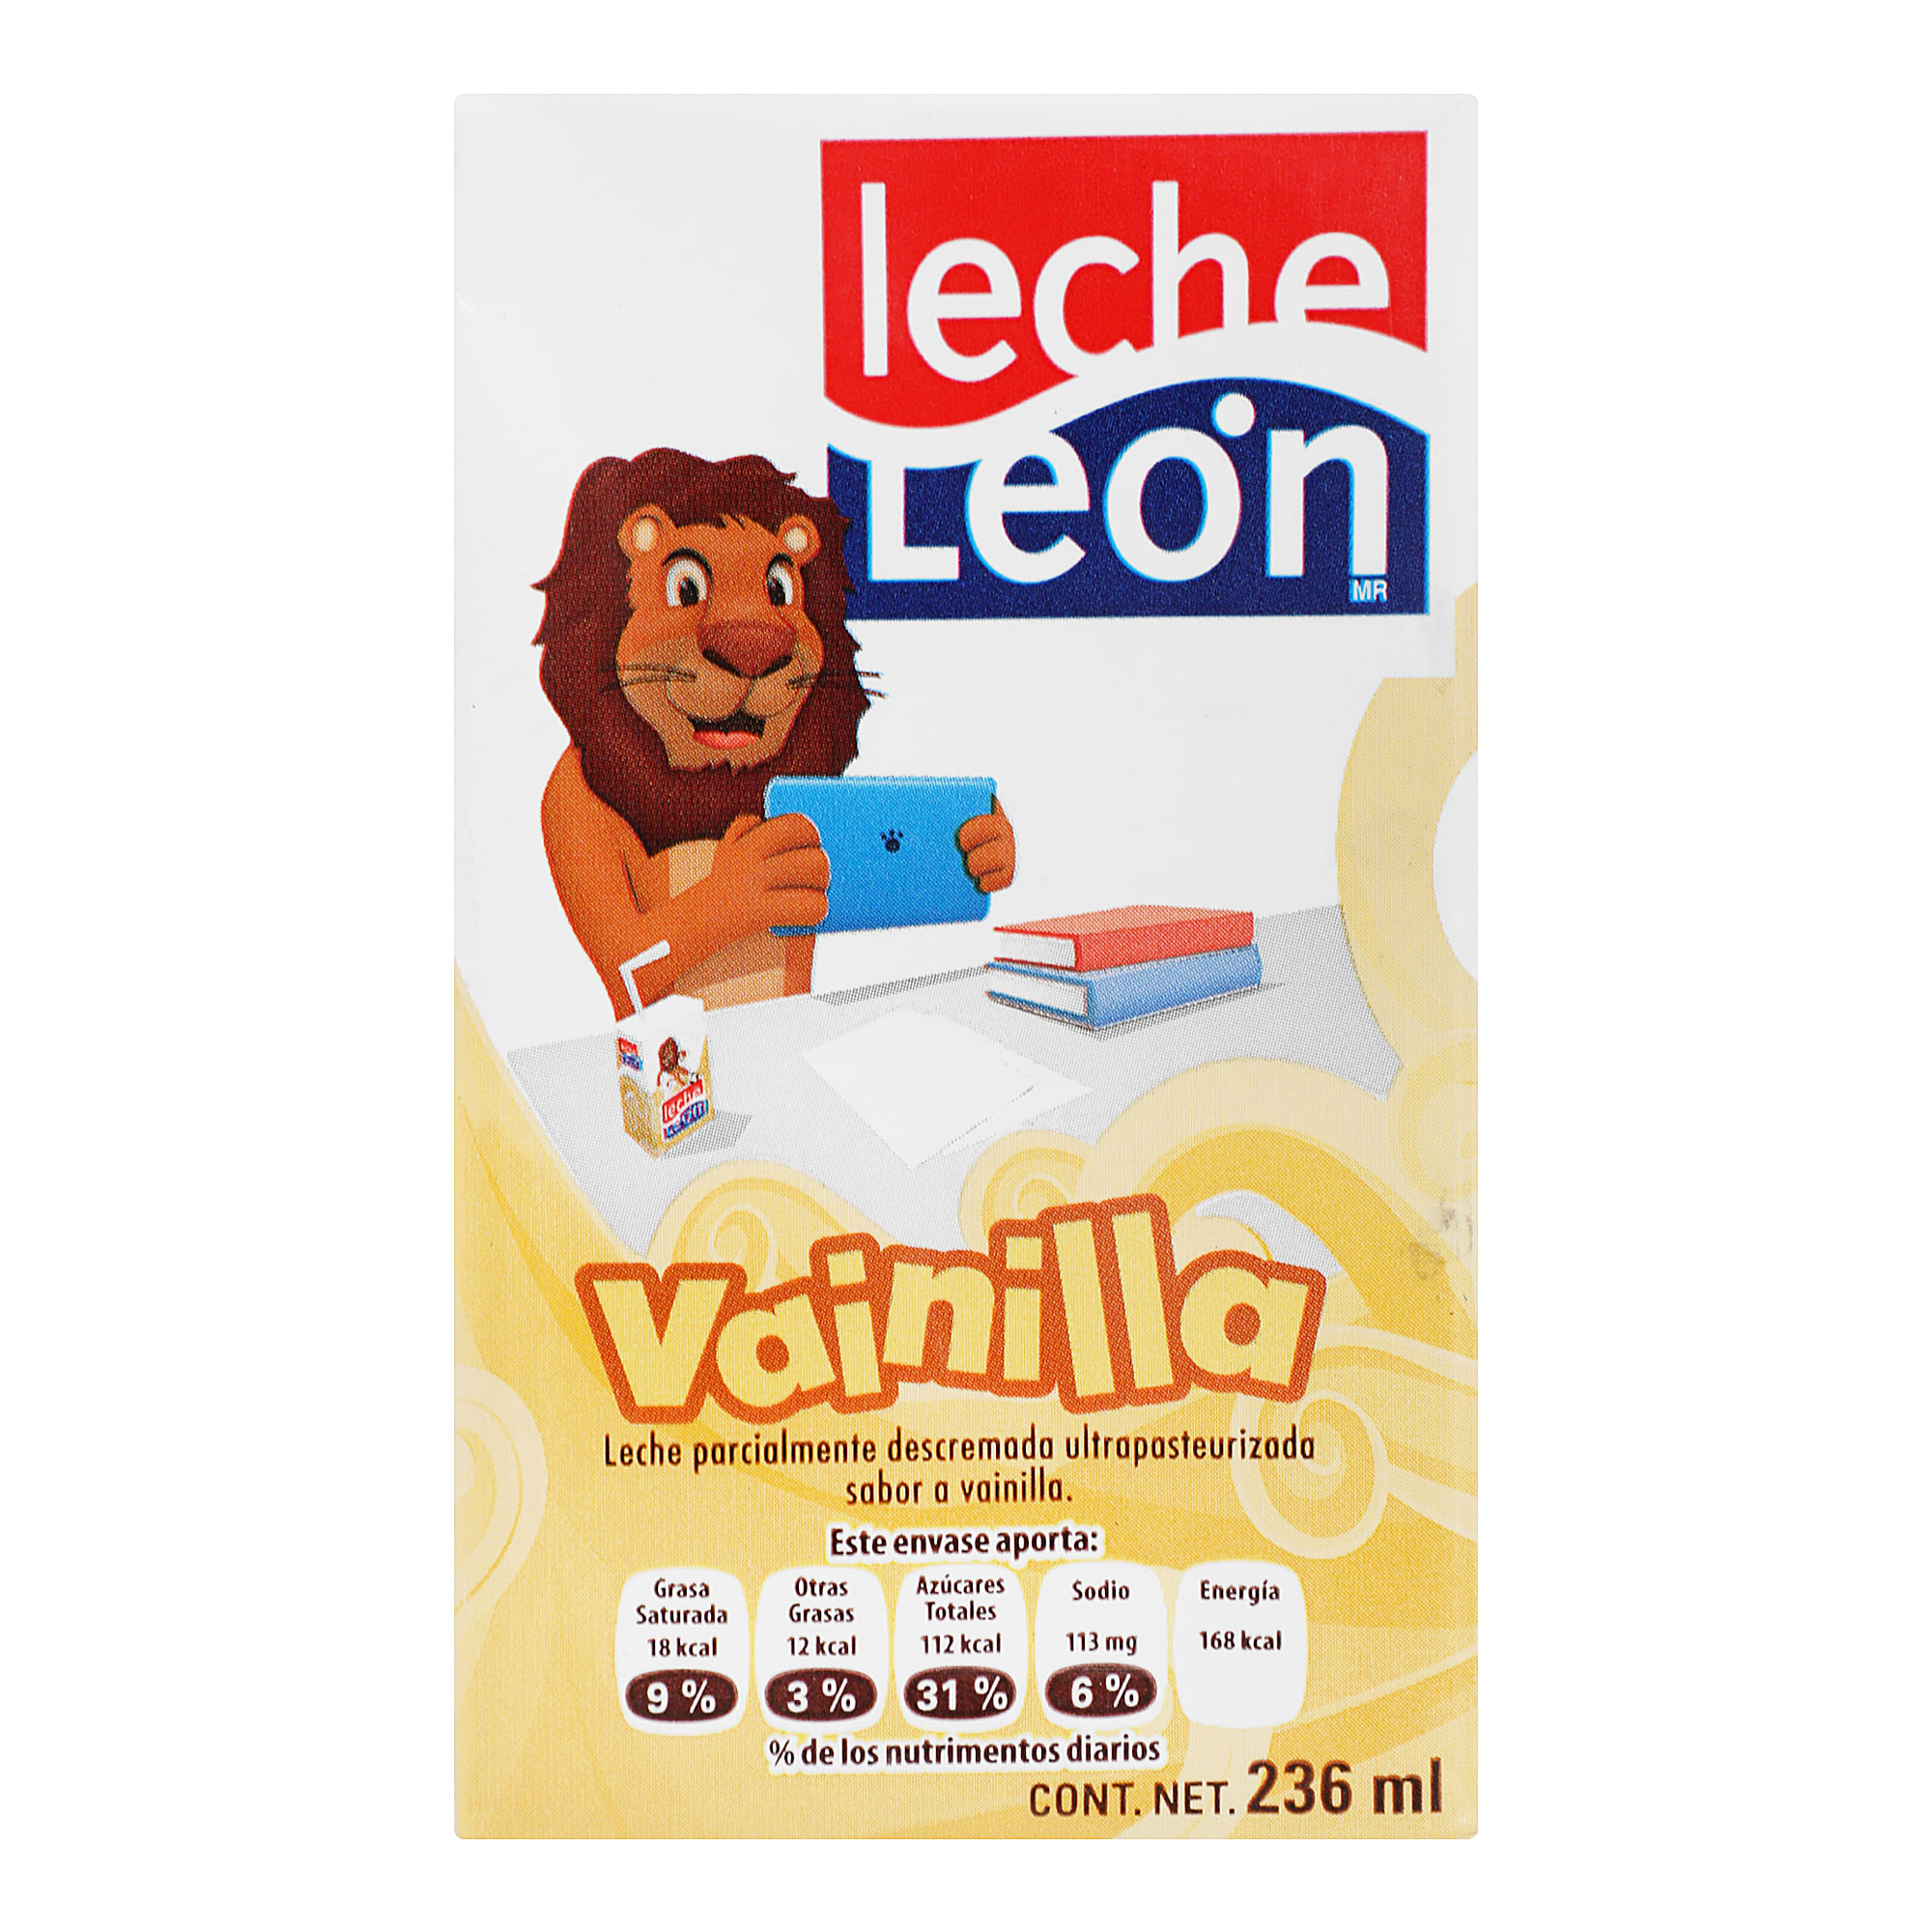 leche
León
MR
leche
Vainilla
Leche parcialmente descremada ultrapasteurizada
sabor a vainilla.
Este envase aporta:
Grasa Saturada
18 kcal
9 %
Otras Grasas
12 kcal
3 %
Azúcares Totales
112 kcal
31 %
Sodio
113 mg
6 %
Energía
168 kcal
% de los nutrimentos diarios
CONT. NET. 236 ml